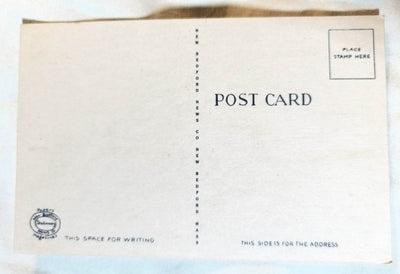 PLACE
STAMP HERE
POST CARD
NEW BEDFORD NEWS CO NEW BEDFORD MASS
THIS SPACE FOR WRITING
THIS SIDE IS FOR THE ADDRESS